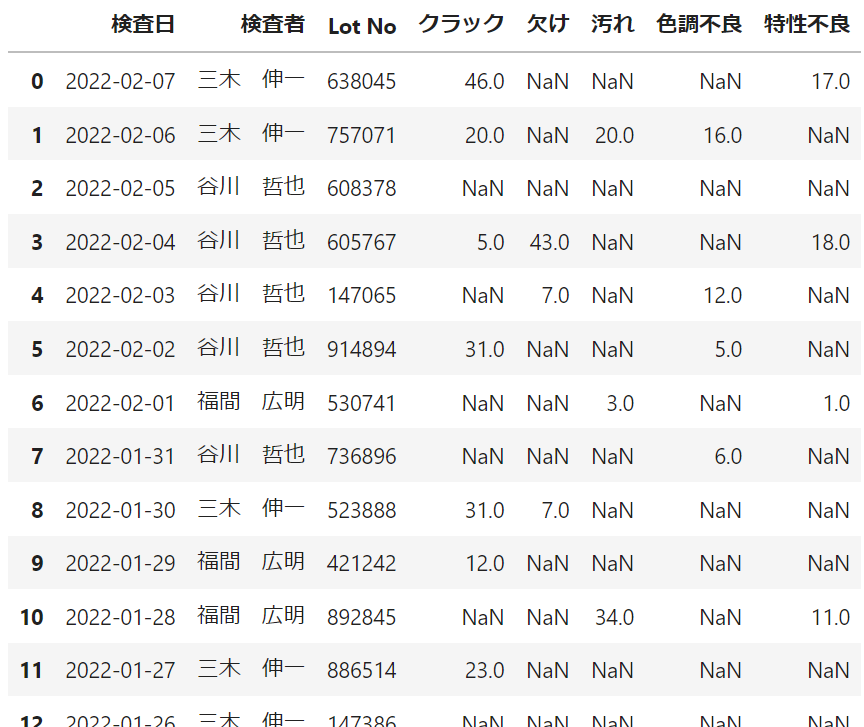 検査日 検査者 Lot No クラック 欠け 汚れ 色調不良 特性不良
0 2022-02-07 三木　伸一 638045 46.0 NaN NaN NaN 17.0
1 2022-02-06 三木　伸一 757071 20.0 NaN 20.0 16.0 NaN
2 2022-02-05 谷川　哲也 608378 NaN NaN NaN NaN NaN
3 2022-02-04 谷川　哲也 605767 5.0 43.0 NaN NaN 18.0
4 2022-02-03 谷川　哲也 147065 NaN 7.0 NaN 12.0 NaN
5 2022-02-02 谷川　哲也 914894 31.0 NaN NaN 5.0 NaN
6 2022-02-01 福間　広明 530741 NaN NaN 3.0 NaN 1.0
7 2022-01-31 谷川　哲也 736896 NaN NaN NaN 6.0 NaN
8 2022-01-30 三木　伸一 523888 31.0 7.0 NaN NaN NaN
9 2022-01-29 福間　広明 421242 12.0 NaN NaN NaN NaN
10 2022-01-28 福間　広明 892845 NaN NaN 34.0 NaN 11.0
11 2022-01-27 三木　伸一 886514 23.0 NaN NaN NaN NaN
12 2022-01-26 三木　伸一 147386 NaN NaN NaN NaN NaN